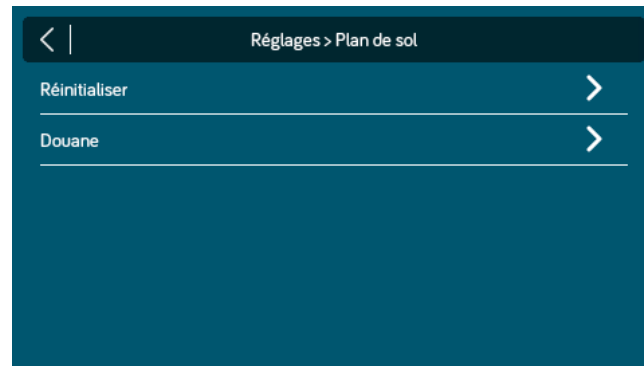 Réglages > Plan de sol
Réinitialiser
Douane